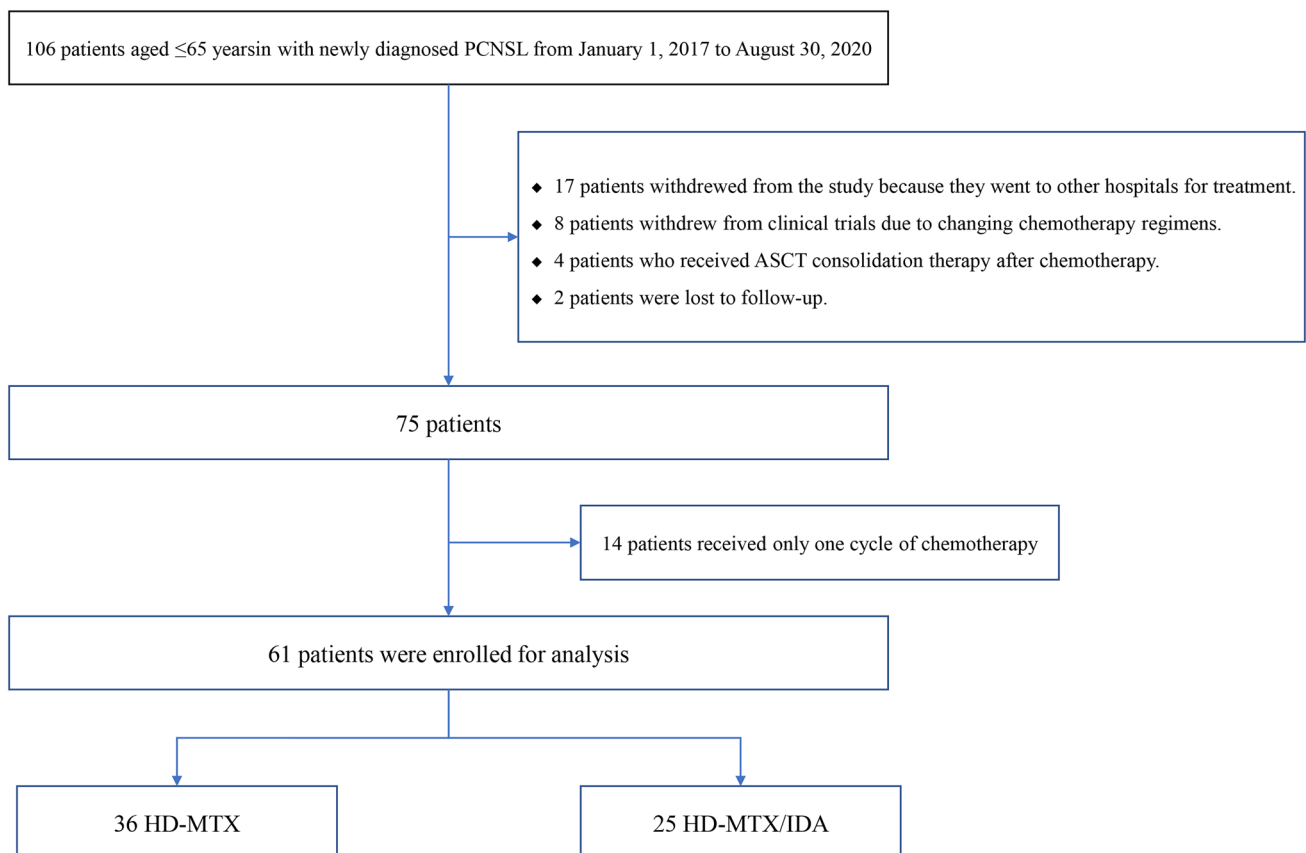 106 patients aged ≤65 yearsin with newly diagnosed PCNSL from January 1, 2017 to August 30, 2020
◆ 17 patients withdrewed from the study because they went to other hospitals for treatment.
◆ 8 patients withdrew from clinical trials due to changing chemotherapy regimens.
◆ 4 patients who received ASCT consolidation therapy after chemotherapy.
◆ 2 patients were lost to follow-up.
75 patients
14 patients received only one cycle of chemotherapy
61 patients were enrolled for analysis
36 HD-MTX
25 HD-MTX/IDA